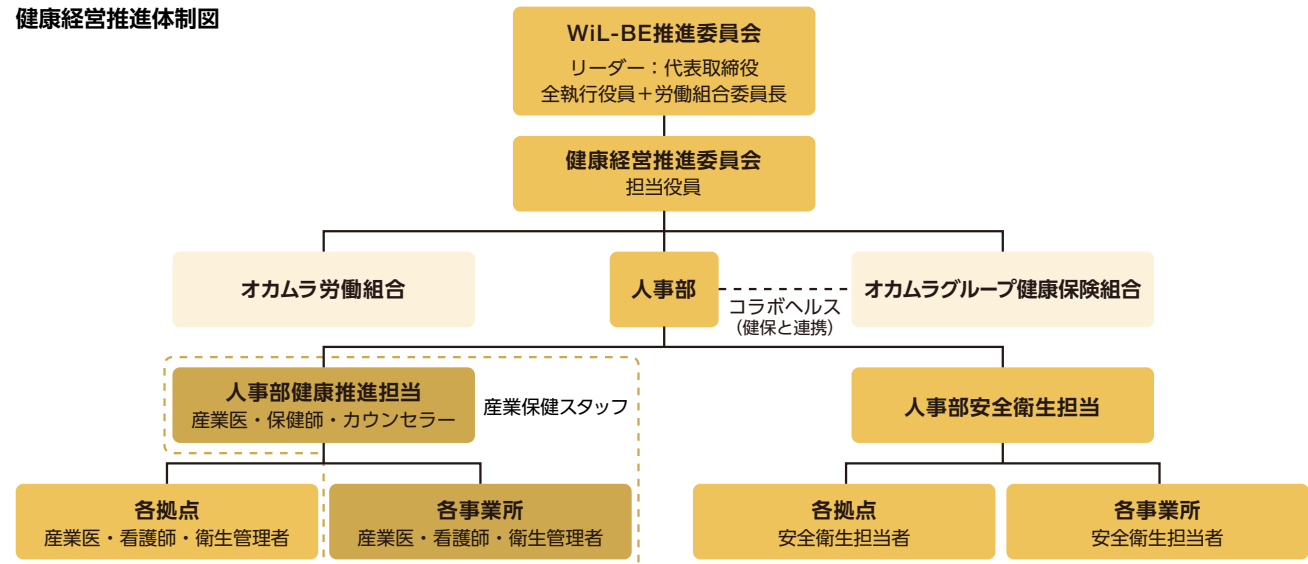 健康経営推進体制図
WiL-BE推進委員会
リーダー：代表取締役
全執行役員＋労働組合委員長
健康経営推進委員会
担当役員
オカムラ労働組合
人事部
コラボヘルス
（健保と連携）
オカムラグループ健康保険組合
人事部健康推進担当
産業医・保健師・カウンセラー
産業保健スタッフ
人事部安全衛生担当
各拠点
産業医・看護師・衛生管理者
各事業所
産業医・看護師・衛生管理者
各拠点
安全衛生担当者
各事業所
安全衛生担当者